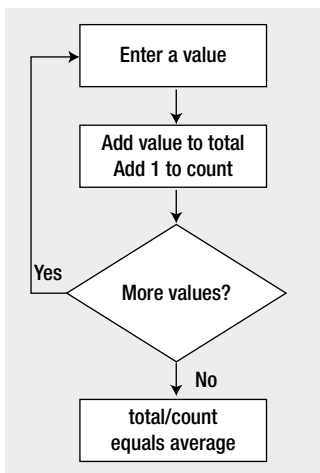 Enter a value
Add value to total
Add 1 to count
More values?
Yes
No
total/count
equals average